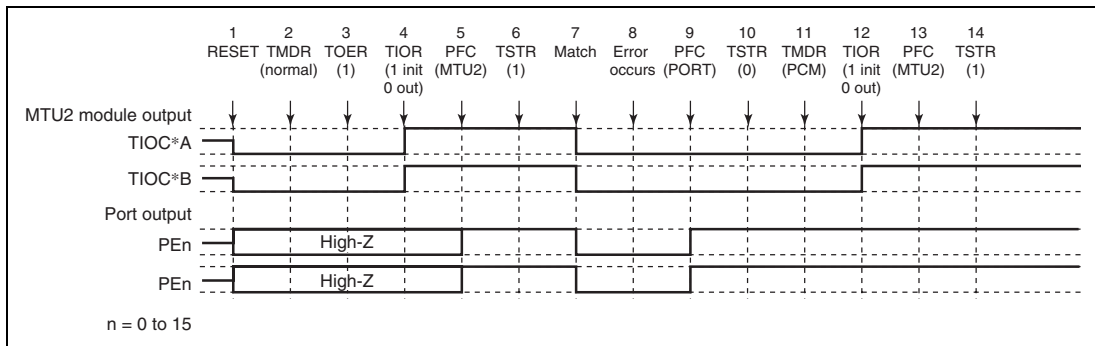 1 2 3 4 5 6 7 8 9 10 11 12 13 14
RESET TMDR TOER TIOR PFC TSTR Match Error PFC TSTR TMDR TIOR PFC TSTR
(normal) (1) (1 init (MTU2) (1) occurs (PORT) (0) (PCM) (1 init (MTU2) (1)
0 out) 0 out)
MTU2 module output
TIOC*A
TIOC*B
Port output
PEn High-Z
PEn High-Z
n = 0 to 15